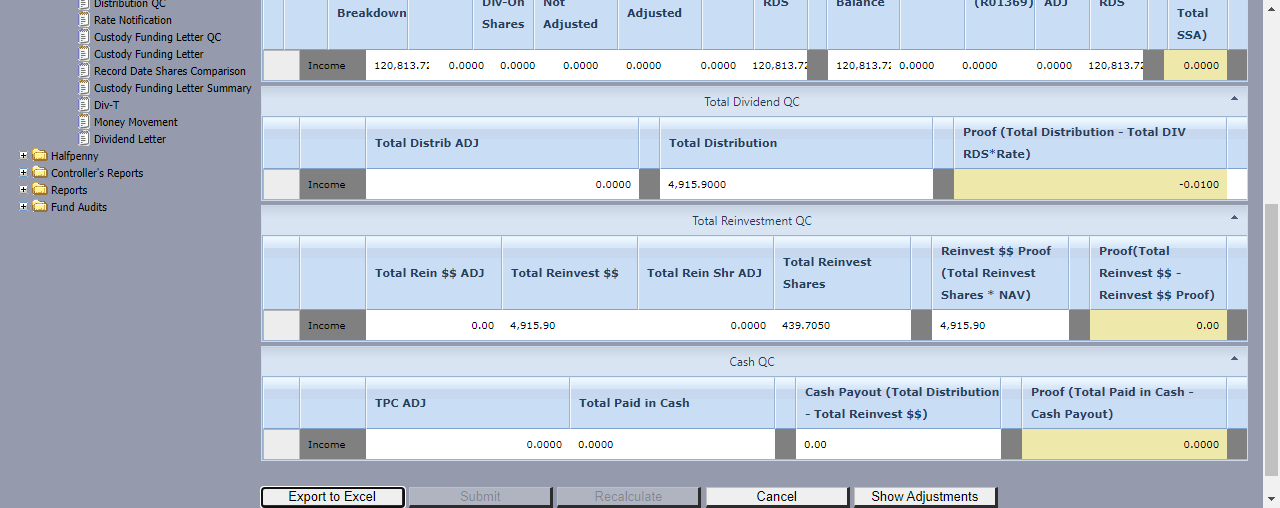 Distribution QC
Rate Notification
Custody Funding Letter QC
Custody Funding Letter
Record Date Shares Comparison
Custody Funding Letter Summary
Div-T
Money Movement
Dividend Letter
Halfpenny
Controller's Reports
Reports
Fund Audits
Breakdown
Div-On
Shares
Not
Adjusted
Adjusted
RDS
Balance
(R01369)
ADJ
RDS
Total
SSA)
Income 120,813.72 0.0000 0.0000 0.0000 0.0000 0.0000 120,813.72 120,813.72 0.0000 0.0000 0.0000 120,813.72 0.0000
Total Dividend QC
Total Distrib ADJ
Total Distribution
Proof (Total Distribution - Total DIV
RDS*Rate)
Income 0.0000 4,915.9000 -0.0100
Total Reinvestment QC
Total Rein $$ ADJ
Total Reinvest $$
Total Rein Shr ADJ
Total Reinvest
Shares
Reinvest $$ Proof
(Total Reinvest
Shares * NAV)
Proof(Total
Reinvest $$ -
Reinvest $$ Proof)
Income 0.00 4,915.90 0.0000 439.7050 4,915.90 0.00
Cash QC
TPC ADJ
Total Paid in Cash
Cash Payout (Total Distribution
- Total Reinvest $$)
Proof (Total Paid in Cash -
Cash Payout)
Income 0.0000 0.0000 0.00 0.0000
Export to Excel
Submit
Recalculate
Cancel
Show Adjustments